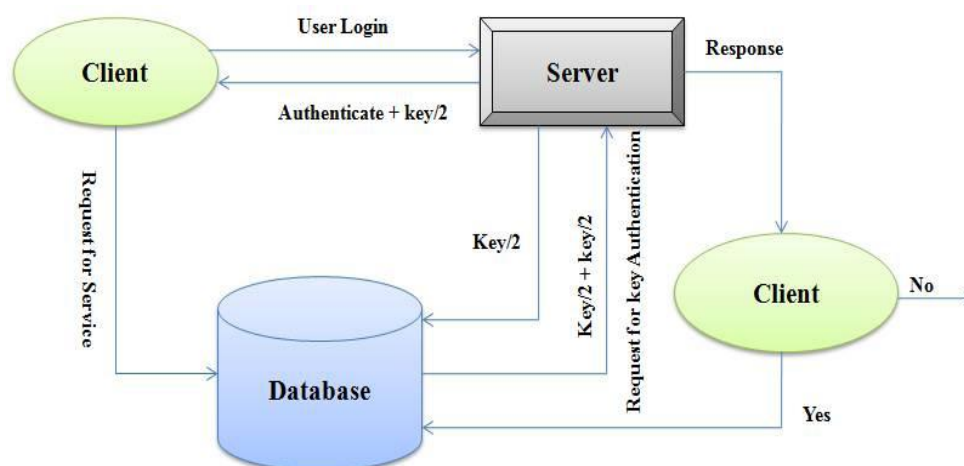 User Login
Client
Server
Response
Authenticate + key/2
Request for Service
Key/2
Key/2 + key/2
Request for key Authentication
Client
No
Database
Yes